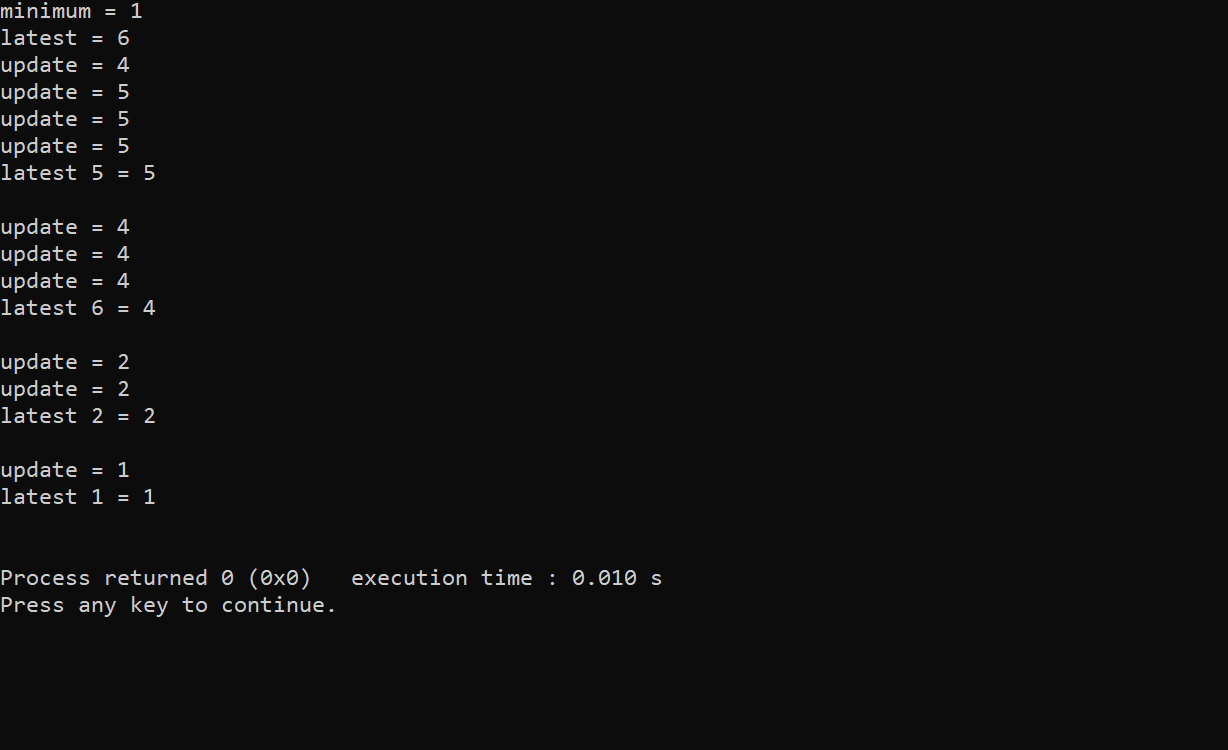 minimum = 1
latest = 6
update = 4
update = 5
update = 5
update = 5
latest 5 = 5
update = 4
update = 4
update = 4
latest 6 = 4
update = 2
update = 2
latest 2 = 2
update = 1
latest 1 = 1
Process returned 0 (0x0)   execution time : 0.010 s
Press any key to continue.